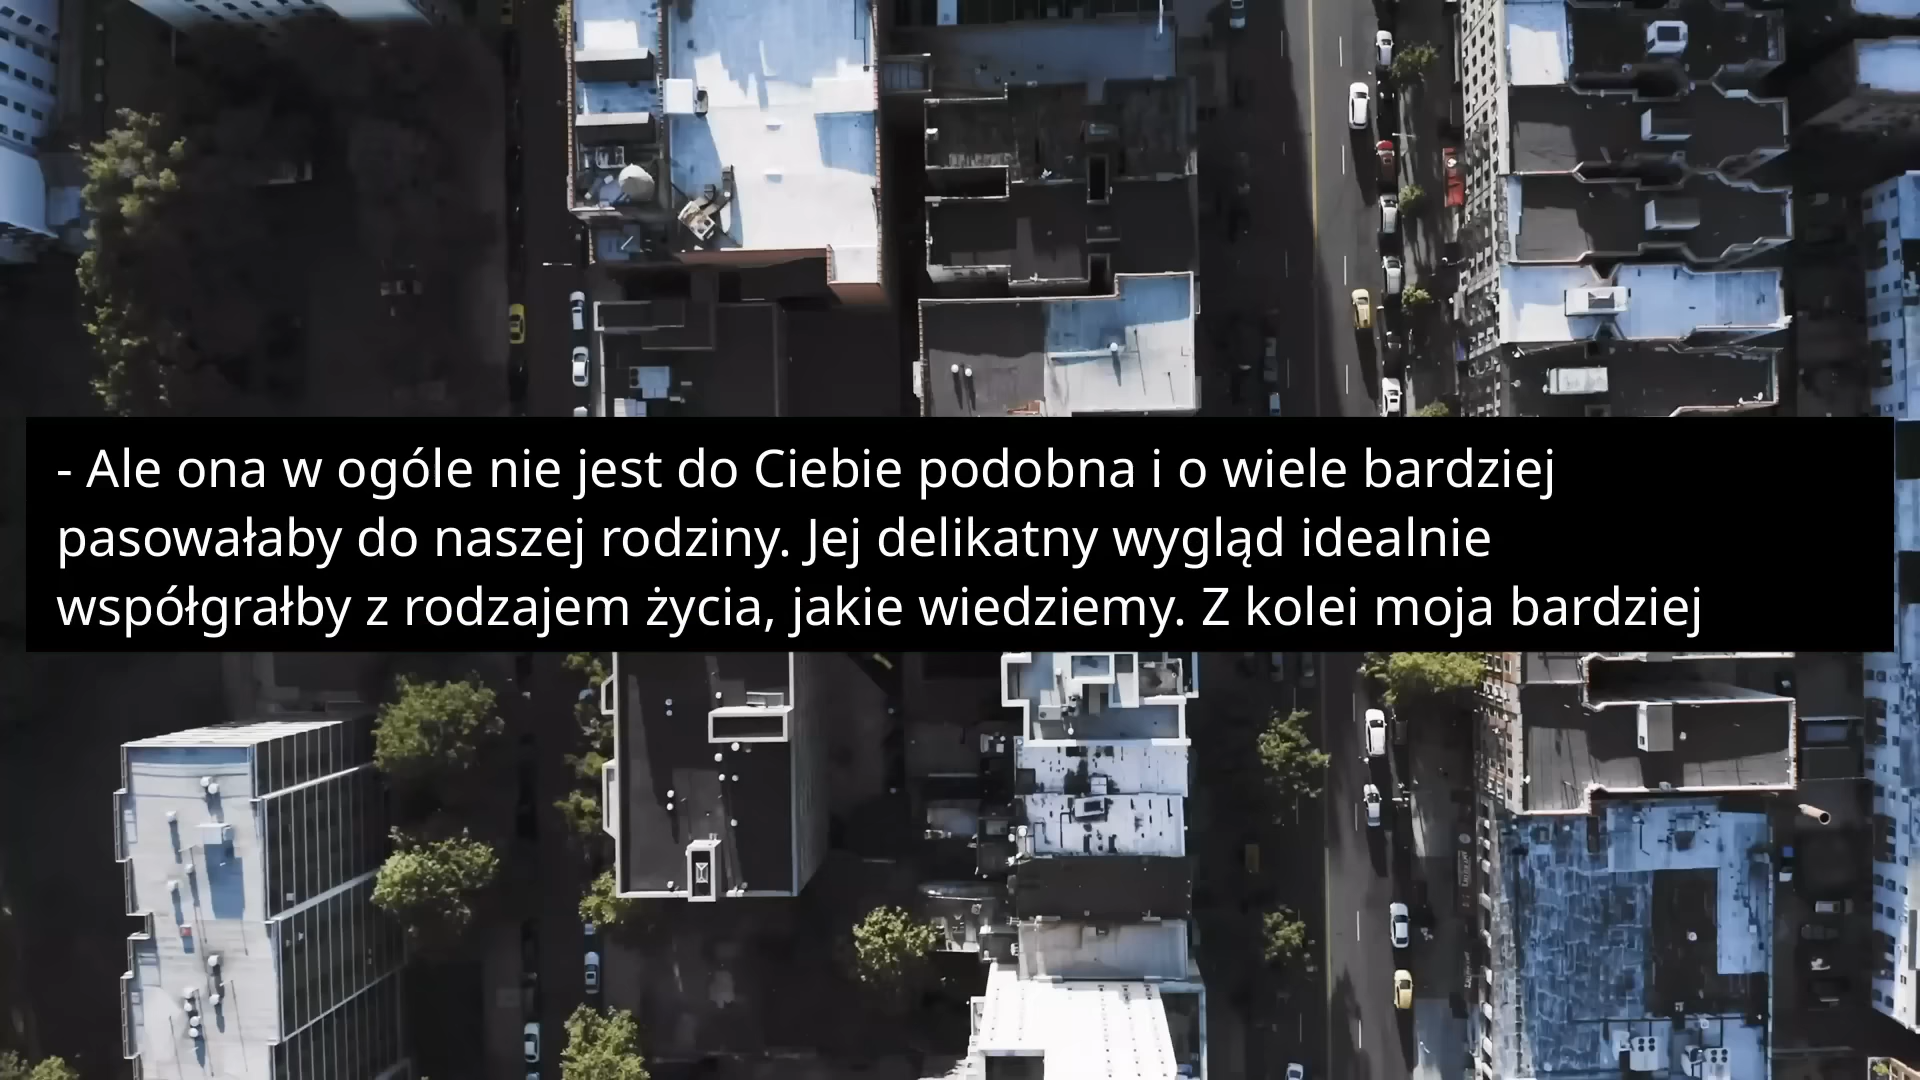 - Ale ona w ogóle nie jest do Ciebie podobna i o wiele bardziej
pasowałaby do naszej rodziny. Jej delikatny wygląd idealnie
współgrałby z rodzajem życia, jakie wiedziemy. Z kolei moja bardziej